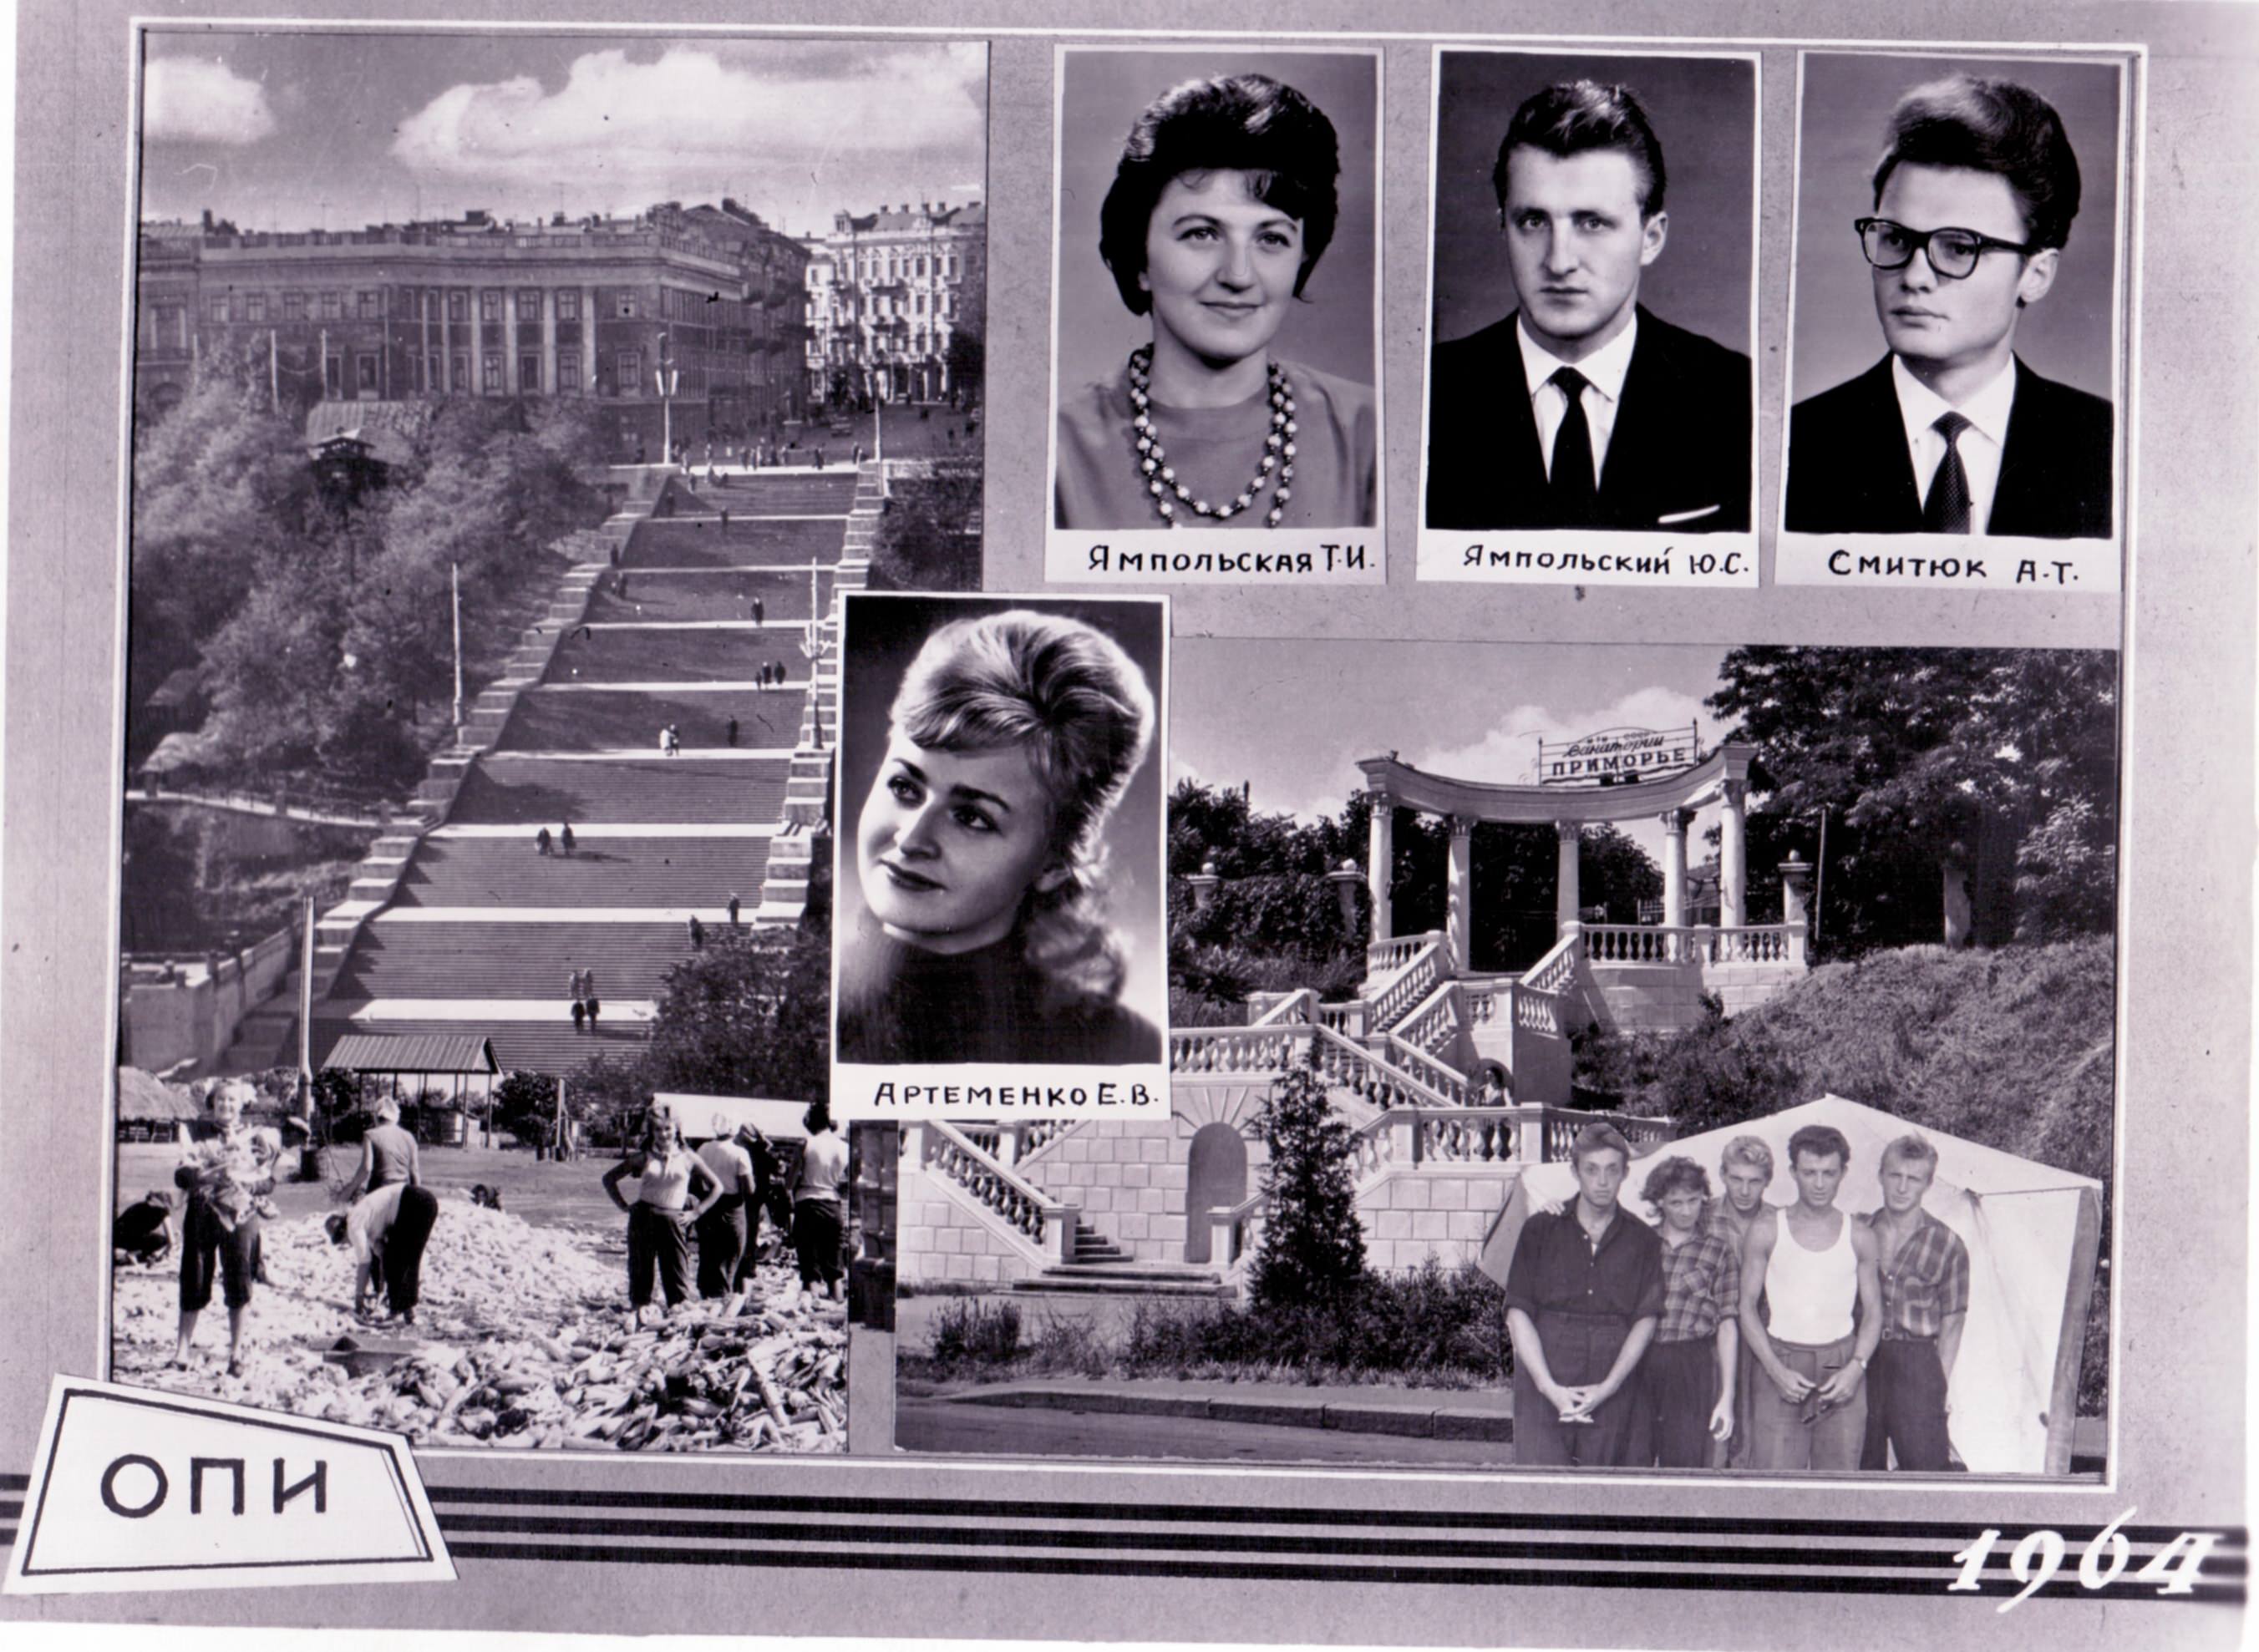 Ямпольская Т.И.
Ямпольский Ю.С.
Смитюк А.Т.
Санаторий
ПРИМОРЬЕ
Артеменко Е.В.
ОПИ
1964